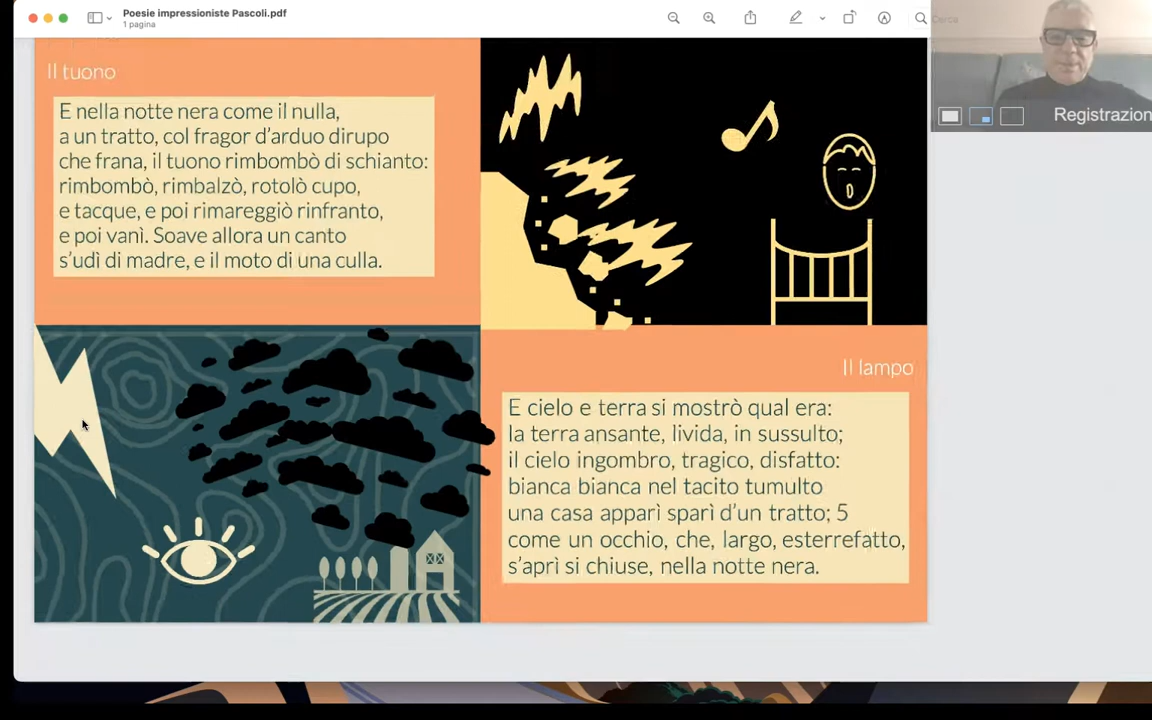 Poesie impressioniste Pascoli.pdf
1 pagina
Cerca
Registrazion
Il tuono
E nella notte nera come il nulla,
a un tratto, col fragor d'arduo dirupo
che frana, il tuono rimbombò di schianto:
rimbombò, rimbalzò, rotolò cupo,
e tacque, e poi rimareggiò rinfranto,
e poi vanì. Soave allora un canto
s'udì di madre, e il moto di una culla.
Il lampo
E cielo e terra si mostrò qual era:
la terra ansante, livida, in sussulto;
il cielo ingombro, tragico, disfatto:
bianca bianca nel tacito tumulto
una casa apparì sparì d'un tratto; 5
come un occhio, che, largo, esterrefatto,
s'aprì si chiuse, nella notte nera.